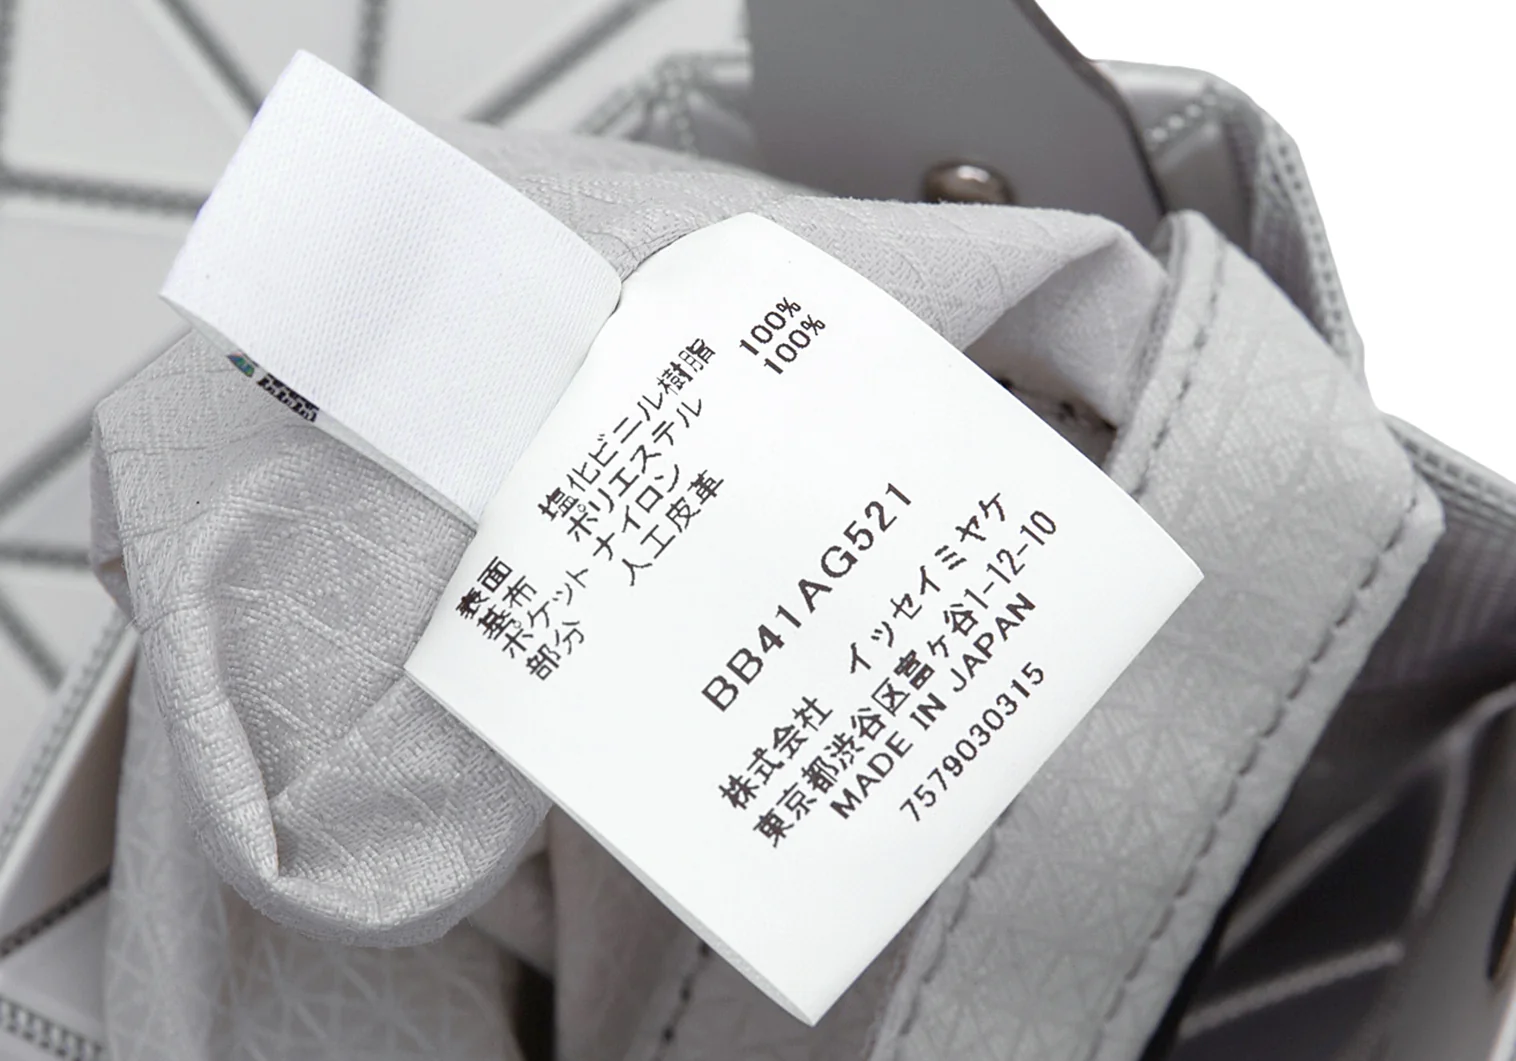 表面 塩化ビニル樹脂 100%
基布 ポリエステル 100%
ポケット ナイロン
部分 人工皮革
BB41AG521
株式会社 イッセイミヤケ
東京都渋谷区富ヶ谷1-12-10
MADE IN JAPAN
7579030315